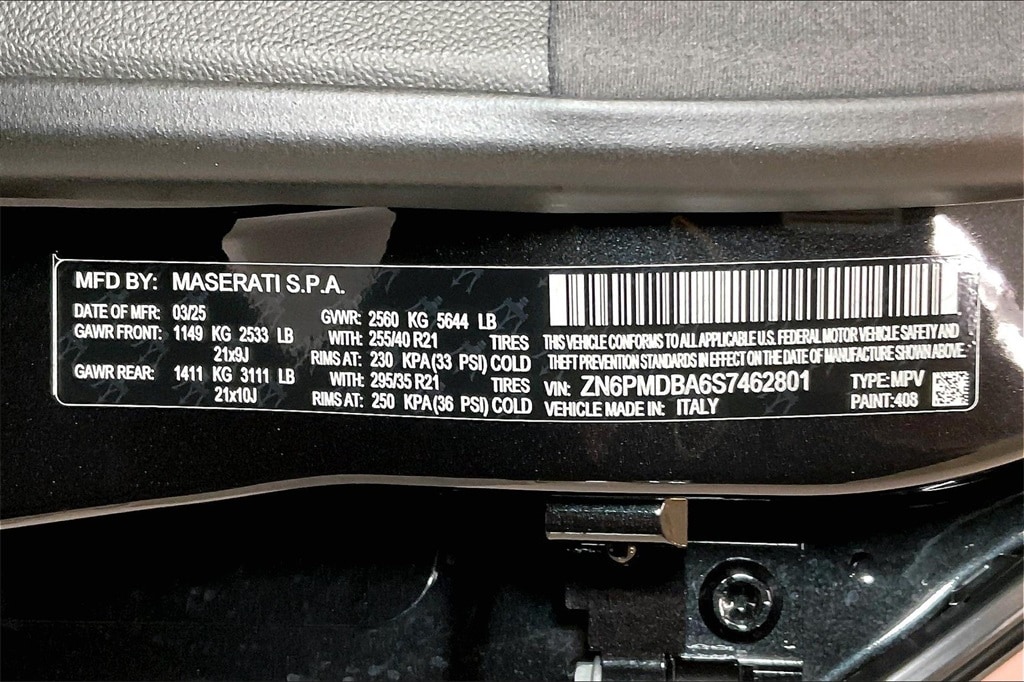 MFD BY: MASERATI S.P.A.
DATE OF MFR: 03/25
GVWR: 2560 KG 5644 LB
GAWR FRONT: 1149 KG 2533 LB WITH: 255/40 R21 TIRES
21x9J RIMS AT: 230 KPA(33 PSI) COLD
GAWR REAR: 1411 KG 3111 LB WITH: 295/35 R21 TIRES
21x10J RIMS AT: 250 KPA(36 PSI) COLD
THIS VEHICLE CONFORMS TO ALL APPLICABLE U.S. FEDERAL MOTOR VEHICLE SAFETY AND
THEFT PREVENTION STANDARDS IN EFFECT ON THE DATE OF MANUFACTURE SHOWN ABOVE.
VIN: ZN6PMDBA6S7462801 TYPE: MPV
VEHICLE MADE IN: ITALY PAINT: 408